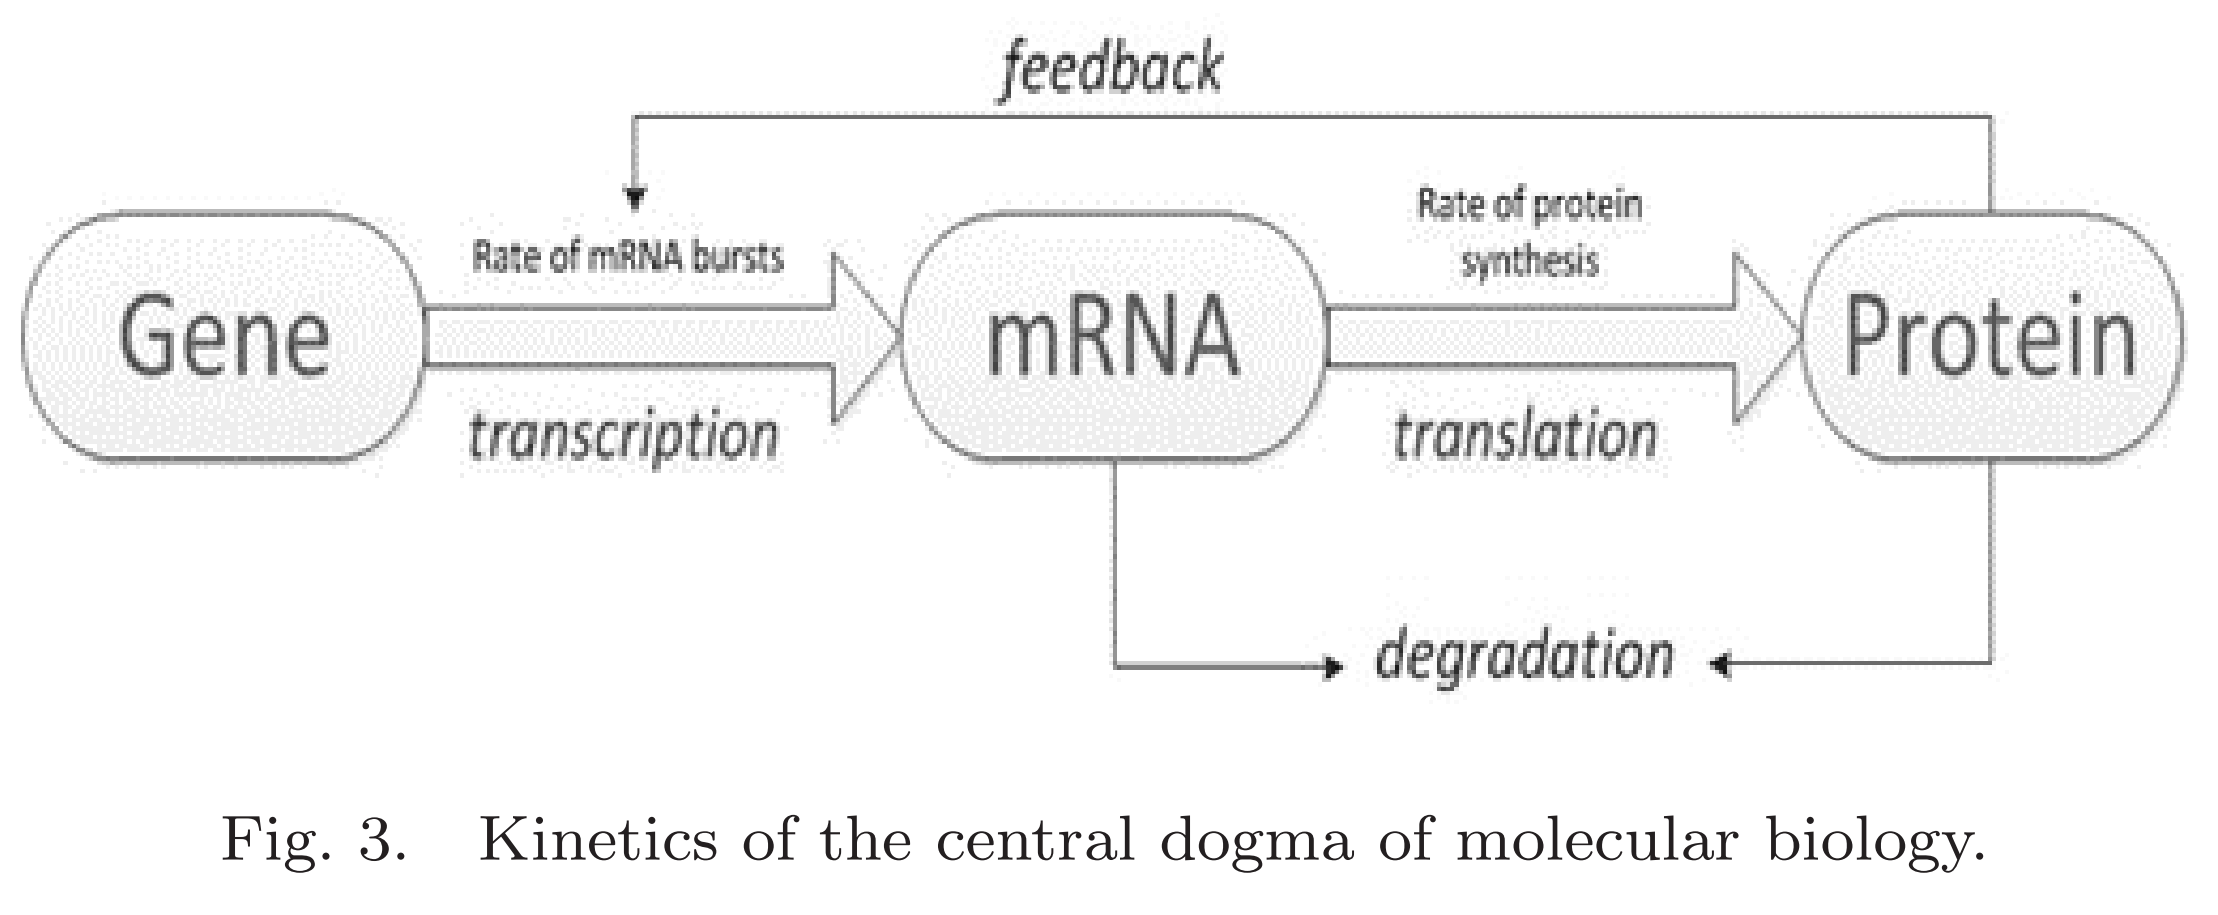 feedback
Rate of mRNA bursts
Rate of protein
synthesis
Gene
mRNA
Protein
transcription
translation
degradation
Fig. 3. Kinetics of the central dogma of molecular biology.